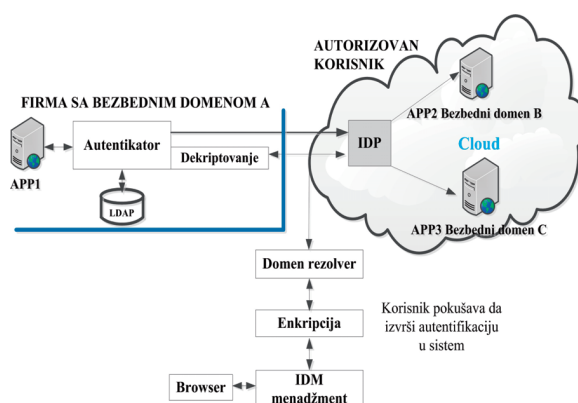 AUTORIZOVAN
KORISNIK
FIRMA SA BEZBEDNIM DOMENOM A
APP2 Bezbedni domen B
Autentikator
IDP
Cloud
Dekriptovanje
APP1
LDAP
APP3 Bezbedni domen C
Domen rezolver
Enkripcija
Korisnik pokušava da
izvrši autentifikaciju
u sistem
Browser
IDM
menadžment